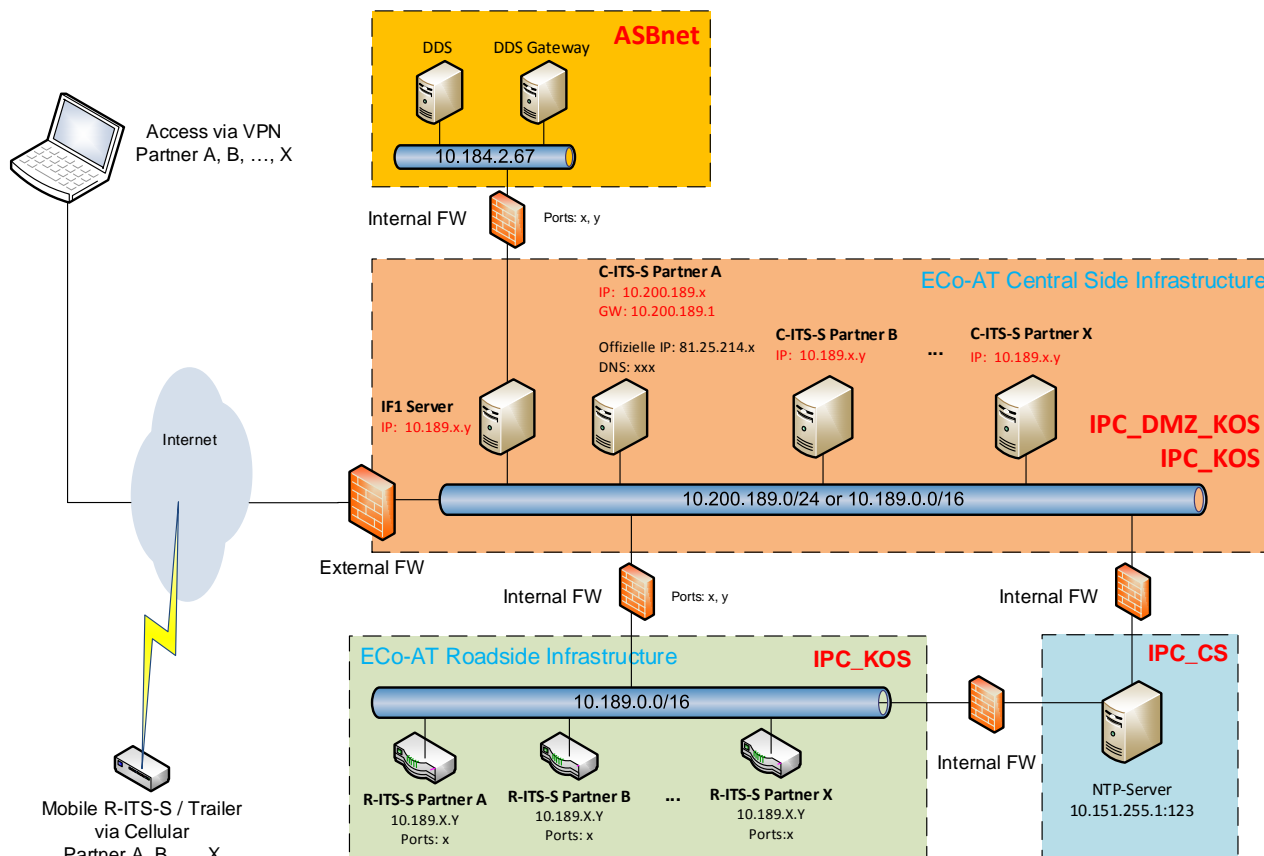 ASBnet
DDS
DDS Gateway
10.184.2.67
Access via VPN
Partner A, B, …, X
Internal FW
Ports: x, y
ECo-AT Central Side Infrastructure
C-ITS-S Partner A
IP: 10.200.189.x
GW: 10.200.189.1
Offizielle IP: 81.25.214.x
DNS: xxx
C-ITS-S Partner B
IP: 10.189.x.y
...
C-ITS-S Partner X
IP: 10.189.x.y
IF1 Server
IP: 10.189.x.y
IPC_DMZ_KOS
IPC_KOS
Internet
10.200.189.0/24 or 10.189.0.0/16
External FW
Internal FW
Ports: x, y
Internal FW
ECo-AT Roadside Infrastructure
IPC_KOS
IPC_CS
10.189.0.0/16
Internal FW
R-ITS-S Partner A
10.189.X.Y
Ports: x
R-ITS-S Partner B
10.189.X.Y
Ports: x
...
R-ITS-S Partner X
10.189.X.Y
Ports:x
NTP-Server
10.151.255.1:123
Mobile R-ITS-S / Trailer
via Cellular
Partner A, B, …, X